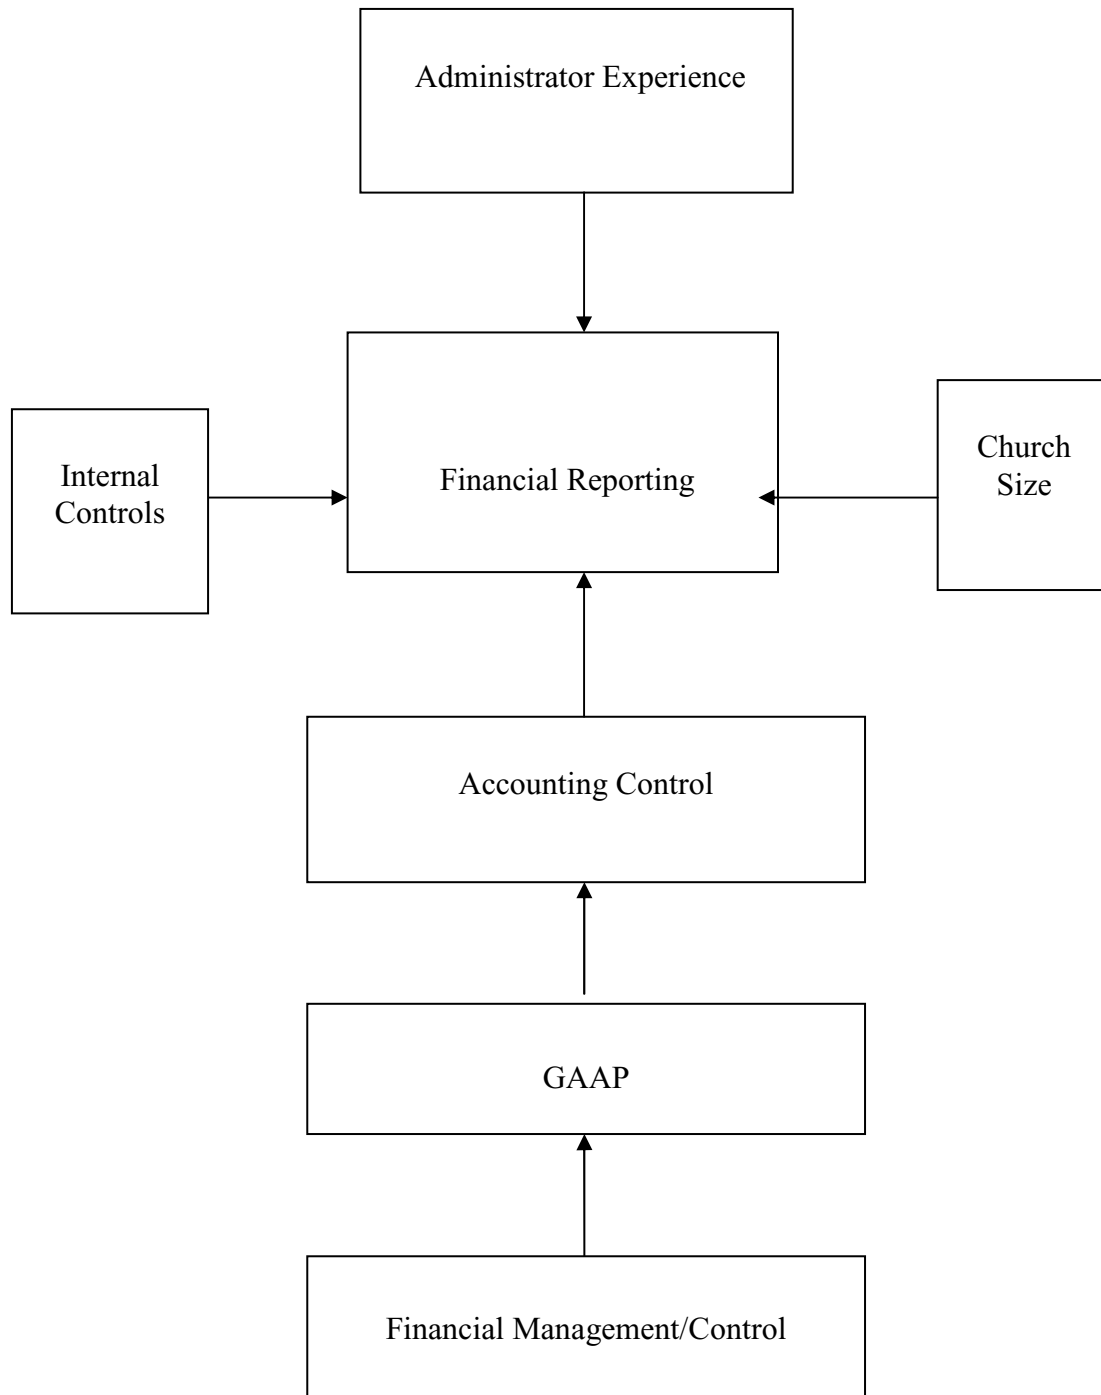 Administrator Experience
Internal
Controls
Financial Reporting
Church
Size
Accounting Control
GAAP
Financial Management/Control